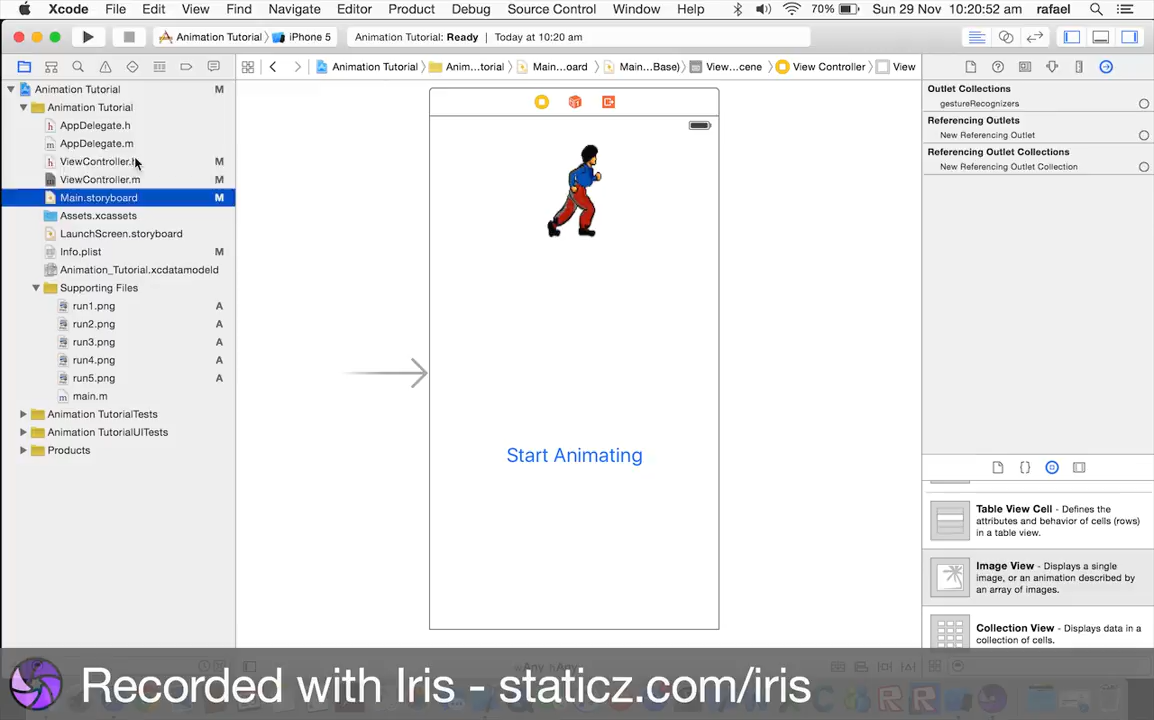 Xcode File Edit View Find Navigate Editor Product Debug Source Control Window Help 70% Sun 29 Nov 10:20:52 am rafael
Animation Tutorial iPhone 5 Animation Tutorial: Ready Today at 10:20 am
Animation Tutorial Anim...torial Main....oard Main....Base) View...cene View Controller View
Animation Tutorial M
Animation Tutorial
AppDelegate.h
AppDelegate.m
ViewController.h M
ViewController.m M
Main.storyboard M
Assets.xcassets
LaunchScreen.storyboard
Info.plist M
Animation_Tutorial.xcdatamodeld
Supporting Files
run1.png A
run2.png A
run3.png A
run4.png A
run5.png A
main.m
Animation TutorialTests
Animation TutorialUITests
Products
Start Animating
Outlet Collections
gestureRecognizers
Referencing Outlets
New Referencing Outlet
Referencing Outlet Collections
New Referencing Outlet Collection
Table View Cell - Defines the
attributes and behavior of cells (rows)
in a table view.
Image View - Displays a single
image, or an animation described by
an array of images.
Collection View - Displays data in a
collection of cells.
Recorded with Iris - staticz.com/iris